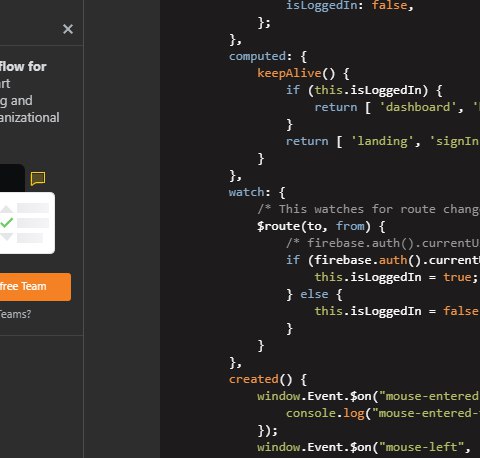 flow for
art
g and
anizational
free Team
Teams?
isLoggedIn: false,
};
},
computed: {
keepAlive() {
if (this.isLoggedIn) {
return [ 'dashboard',
}
return [ 'landing', 'signIn
}
},
watch: {
/* This watches for route chang
$route(to, from) {
/* firebase.auth().currentU
if (firebase.auth().currentU
this.isLoggedIn = true;
} else {
this.isLoggedIn = false
}
}
},
created() {
window.Event.$on("mouse-entered
console.log("mouse-entered-
});
window.Event.$on("mouse-left",